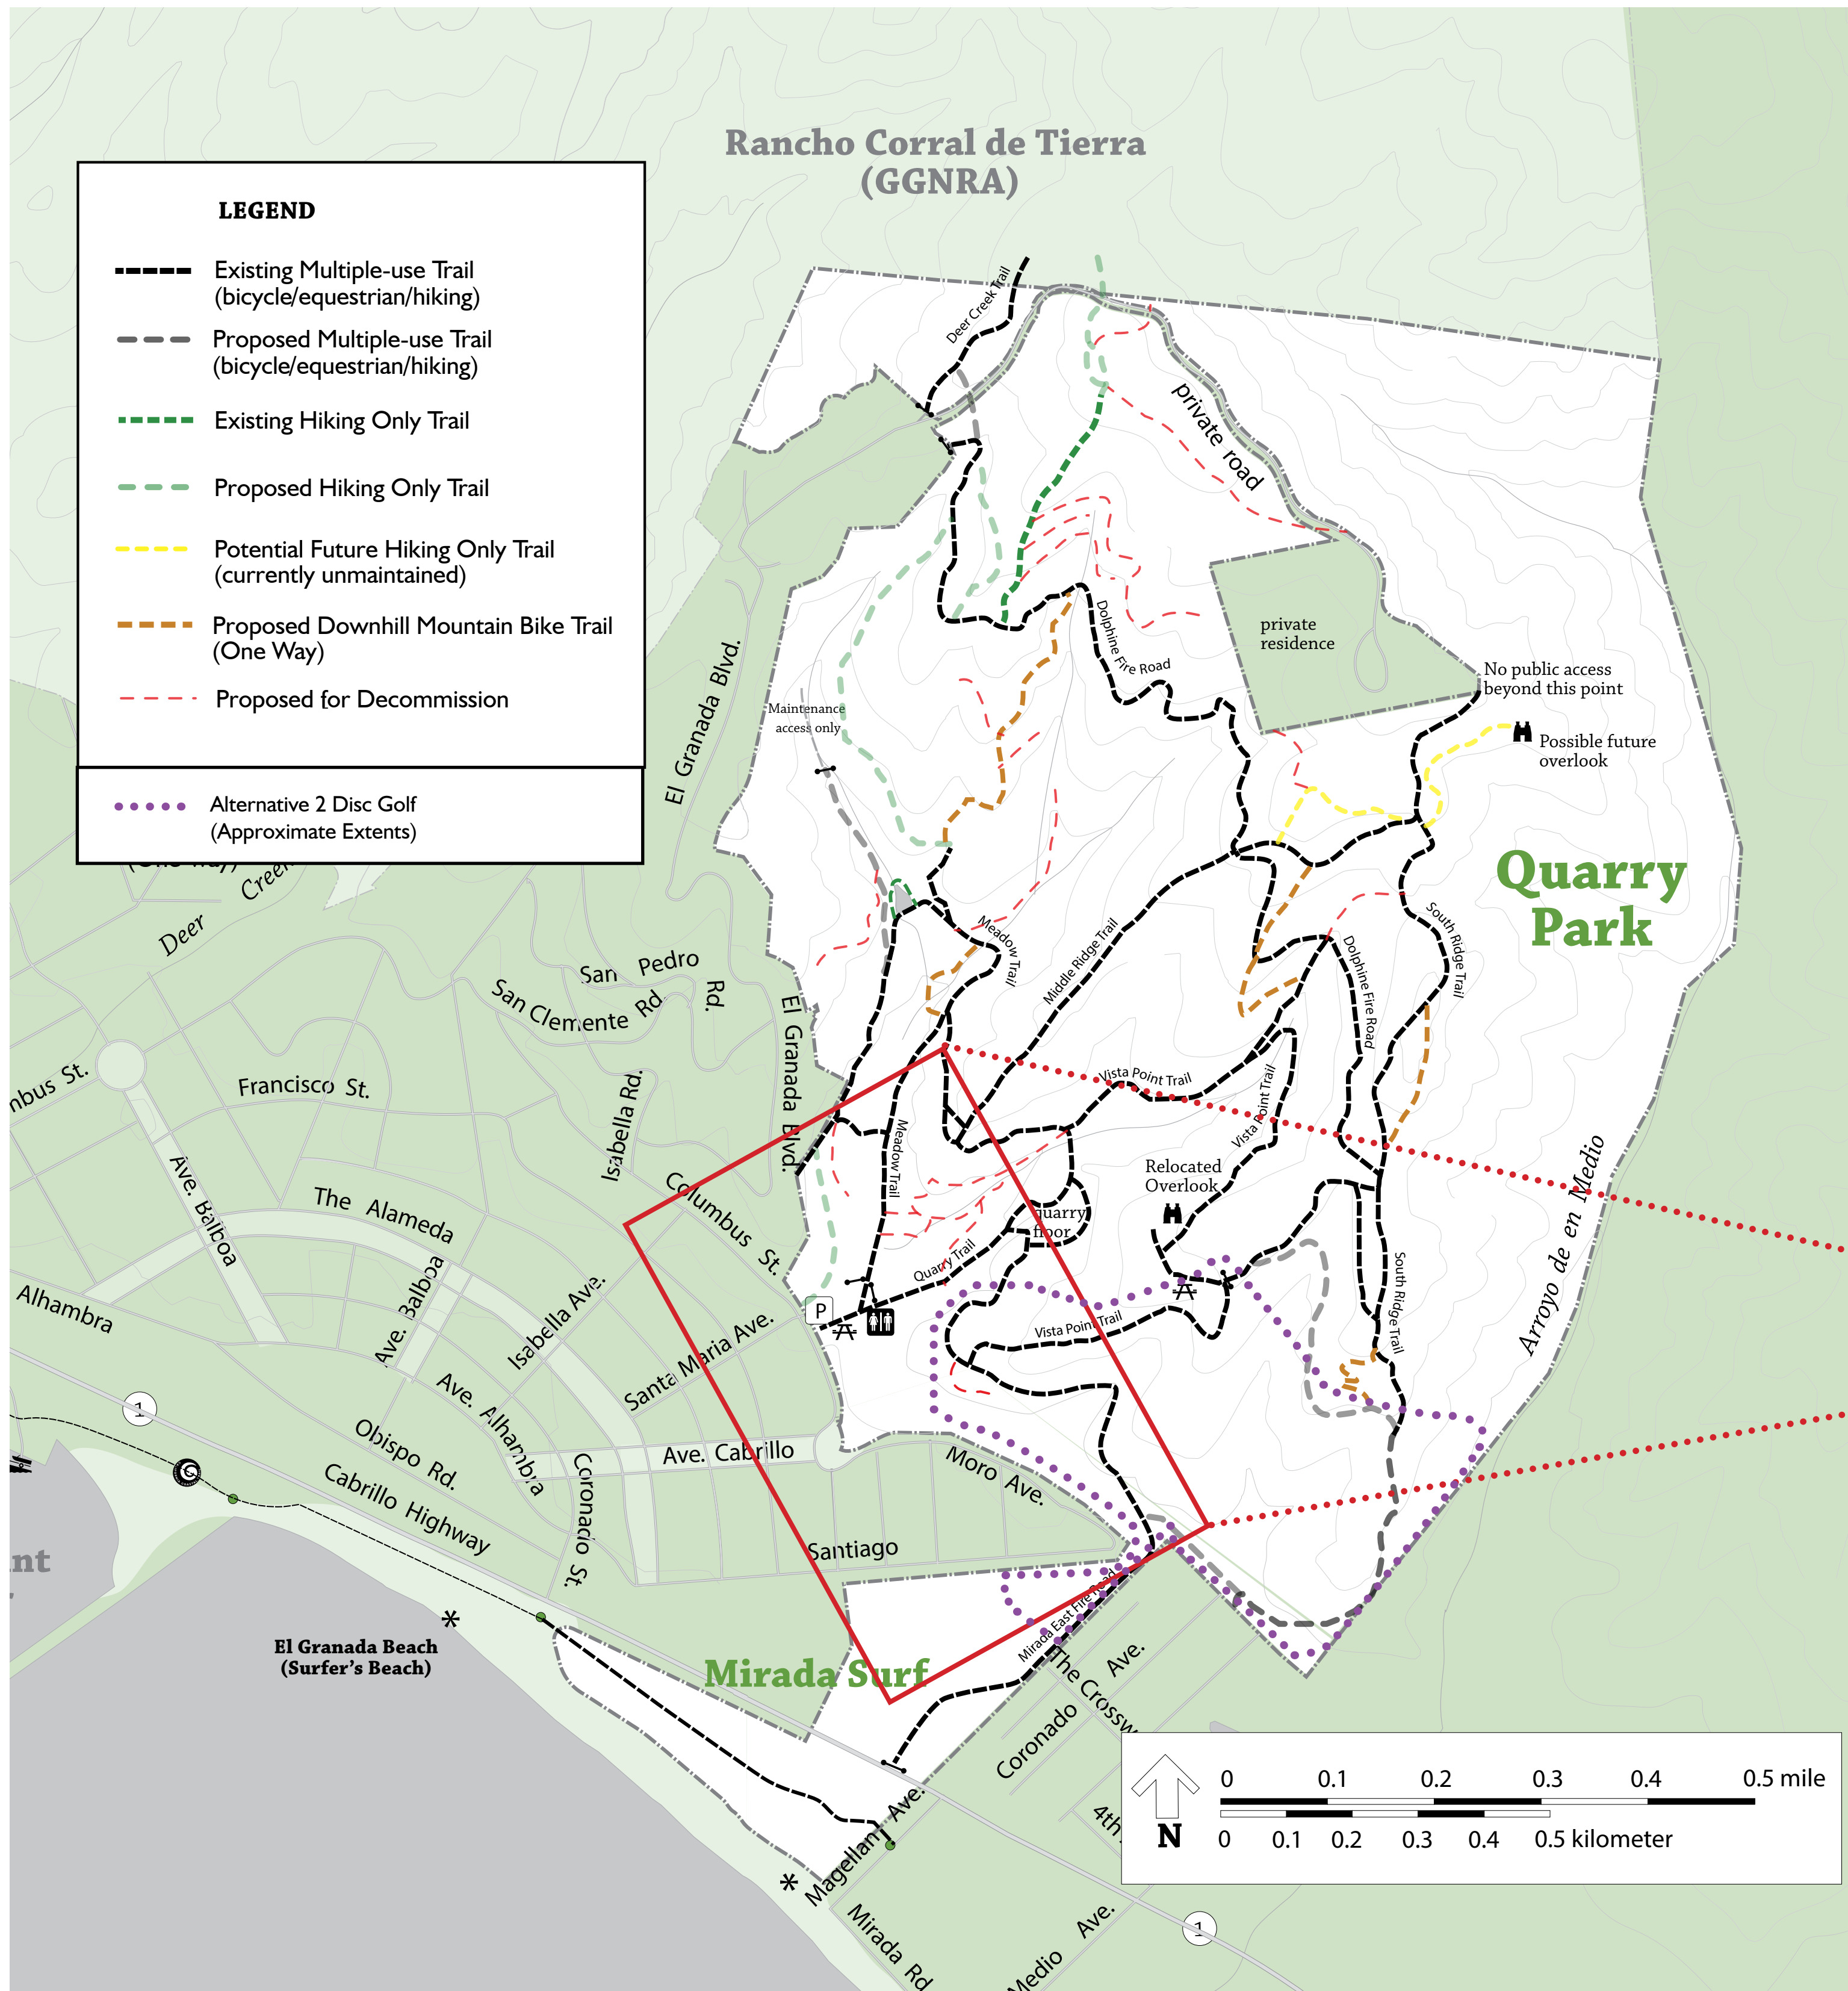 Rancho Corral de Tierra
(GGNRA)
LEGEND
Existing Multiple-use Trail
(bicycle/equestrian/hiking)
Proposed Multiple-use Trail
(bicycle/equestrian/hiking)
Existing Hiking Only Trail
Proposed Hiking Only Trail
Potential Future Hiking Only Trail
(currently unmaintained)
Proposed Downhill Mountain Bike Trail
(One Way)
Proposed for Decommission
Alternative 2 Disc Golf
(Approximate Extents)
Deer Creek Trail
private road
private
residence
Dolphine Fire Road
No public access
beyond this point
Possible future
overlook
Maintenance
access only
El Granada Blvd.
Quarry
Park
Deer Creek
San Pedro
Rd.
San Clemente Rd.
El Granada Blvd.
Meadow Trail
Middle Ridge Trail
Dolphine Fire Road
South Ridge Trail
Francisco St.
Isabella Rd.
Vista Point Trail
Vista Point Trail
Meadow Trail
Relocated
Overlook
Columbus St.
Ave. Balboa
The Alameda
quarry
floor
Quarry Trail
Arroyo de en Medio
Alhambra
Ave. Balboa
Isabella Ave.
Santa Maria Ave.
P
Vista Point Trail
South Ridge Trail
1
Ave. Alhambra
Obispo Rd.
Ave. Cabrillo
Moro Ave.
Cabrillo Highway
Coronado St.
Santiago
C
Mirada East Fire Road
El Granada Beach
(Surfer's Beach)
*
Mirada Surf
Coronado Ave.
Magellan Ave.
*
Mirada Rd
Medio Ave.
1
N
0 0.1 0.2 0.3 0.4 0.5 mile
0 0.1 0.2 0.3 0.4 0.5 kilometer